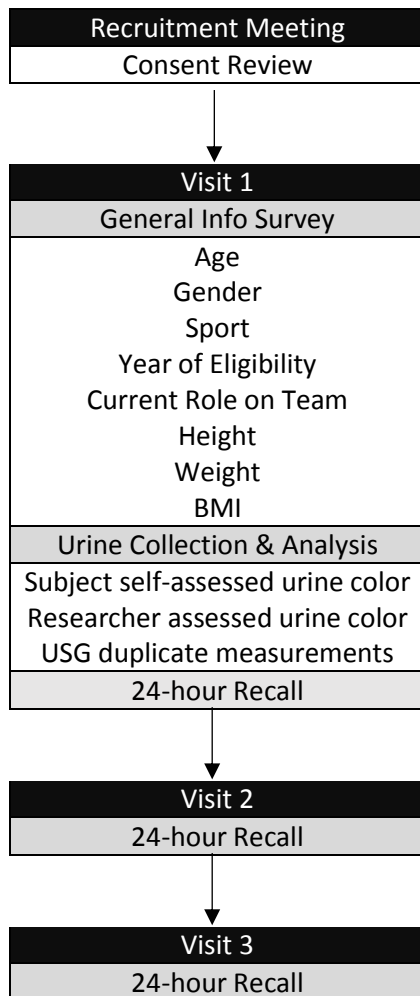 Recruitment Meeting
Consent Review
Visit 1
General Info Survey
Age
Gender
Sport
Year of Eligibility
Current Role on Team
Height
Weight
BMI
Urine Collection & Analysis
Subject self-assessed urine color
Researcher assessed urine color
USG duplicate measurements
24-hour Recall
Visit 2
24-hour Recall
Visit 3
24-hour Recall